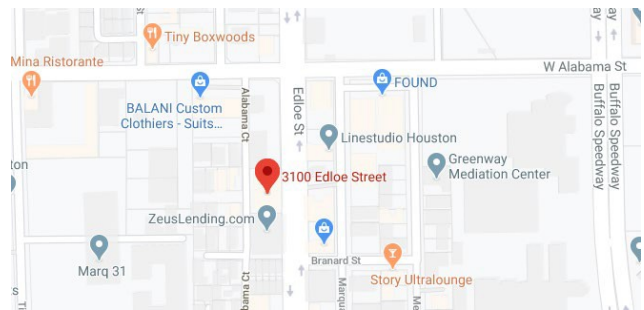 Tiny Boxwoods
Mina Ristorante
W Alabama St
FOUND
BALANI Custom
Clothiers - Suits...
Alabama Ct
Edloe St
Buffalo Speedway
Buffalo Speedway
Linestudio Houston
Greenway
Mediation Center
3100 Edloe Street
ZeusLending.com
Marq 31
Branard St
Story Ultralounge